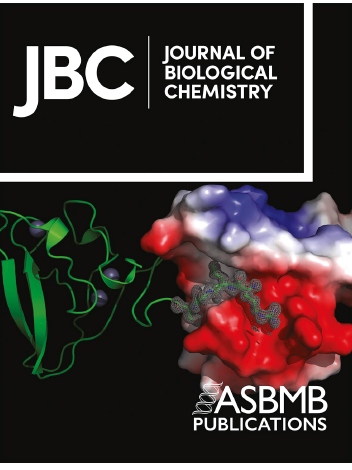 JBC
JOURNAL OF
BIOLOGICAL
CHEMISTRY
ASBMB
PUBLICATIONS